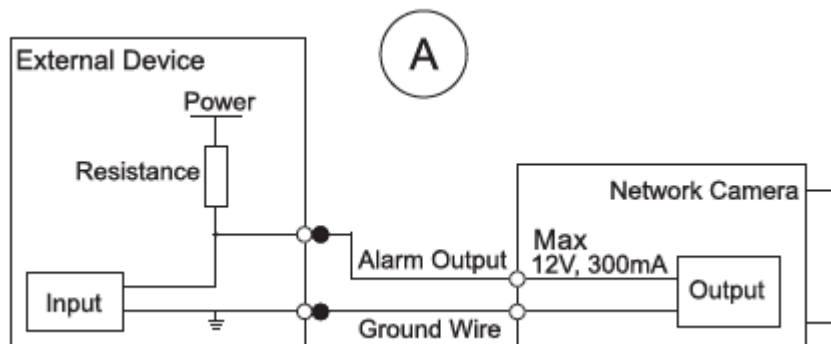 A
External Device
Power
Resistance
Network Camera
Max
12V, 300mA
Alarm Output
Output
Input
Ground Wire